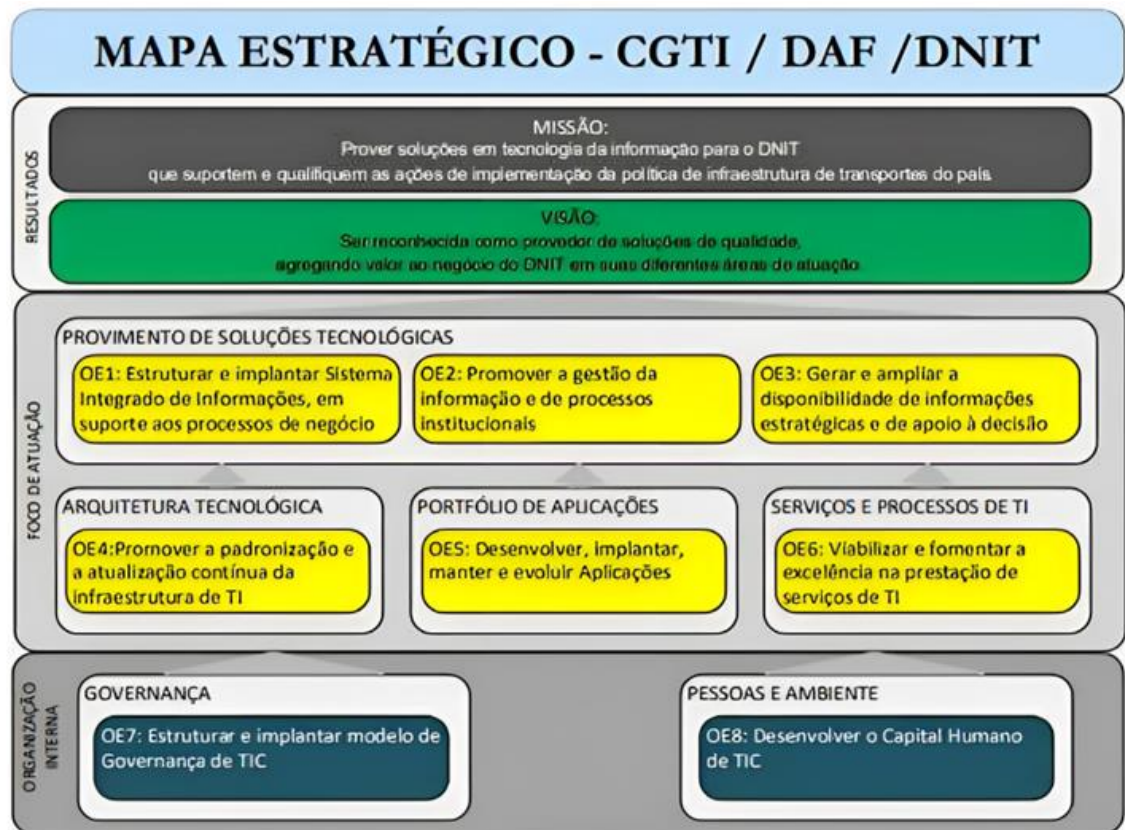 MAPA ESTRATÉGICO - CGTI / DAF /DNIT
RESULTADOS
MISSÃO:
Prover soluções em tecnologia da informação para o DNIT
que suportem e qualifiquem as ações de implementação da política de infraestrutura de transportes do país.
VISÃO:
Ser reconhecida como provedor de soluções de qualidade,
agregando valor ao negócio do DNIT em suas diferentes áreas de atuação.
FOCO DE ATUAÇÃO
PROVIMENTO DE SOLUÇÕES TECNOLÓGICAS
OE1: Estruturar e implantar Sistema
Integrado de Informações, em
suporte aos processos de negócio
OE2: Promover a gestão da
informação e de processos
institucionais
OE3: Gerar e ampliar a
disponibilidade de informações
estratégicas e de apoio à decisão
ARQUITETURA TECNOLÓGICA
OE4:Promover a padronização e
a atualização contínua da
infraestrutura de TI
PORTFÓLIO DE APLICAÇÕES
OE5: Desenvolver, implantar,
manter e evoluir Aplicações
SERVIÇOS E PROCESSOS DE TI
OE6: Viabilizar e fomentar a
excelência na prestação de
serviços de TI
ORGANIZAÇÃO
INTERNA
GOVERNANÇA
OE7: Estruturar e implantar modelo de
Governança de TIC
PESSOAS E AMBIENTE
OE8: Desenvolver o Capital Humano
de TIC